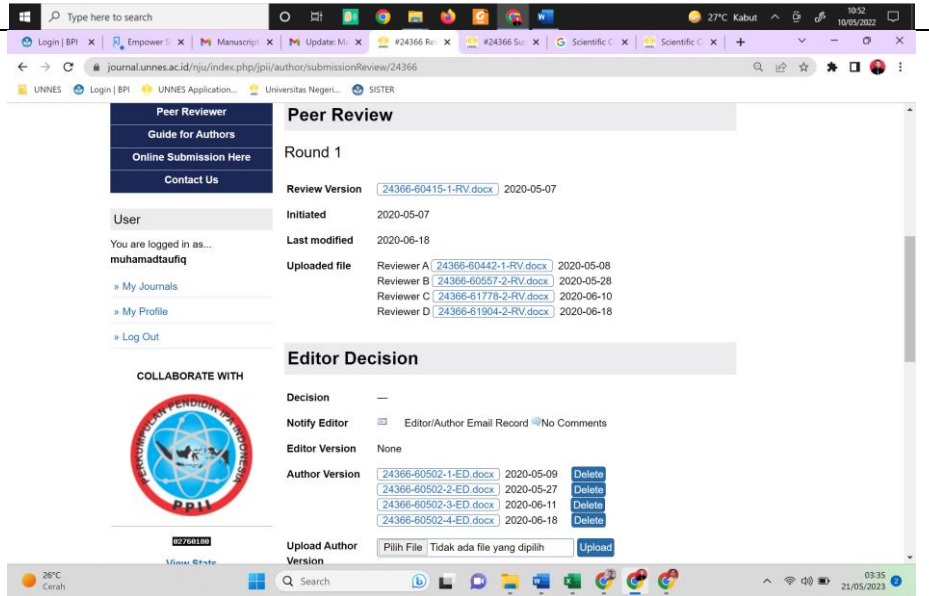 Type here to search
27°C Kabut
10:52
10/05/2022
Login | BPI
Empower S
Manuscript
Update: M
#24366 Rev
#24366 Sum
Scientific C
Scientific C
journal.unnes.ac.id/nju/index.php/jpii/author/submissionReview/24366
UNNES
Login | BPI
UNNES Application...
Universitas Negeri...
SISTER
Peer Reviewer
Guide for Authors
Online Submission Here
Contact Us
User
You are logged in as...
muhamadtaufiq
» My Journals
» My Profile
» Log Out
COLLABORATE WITH
PERKUMPULAN PENDIDIK IPA INDONESIA
PPII
02760180
View Stats
Peer Review
Round 1
Review Version 24366-60415-1-RV.docx 2020-05-07
Initiated 2020-05-07
Last modified 2020-06-18
Uploaded file Reviewer A 24366-60442-1-RV.docx 2020-05-08
Reviewer B 24366-60557-2-RV.docx 2020-05-28
Reviewer C 24366-61778-2-RV.docx 2020-06-10
Reviewer D 24366-61904-2-RV.docx 2020-06-18
Editor Decision
Decision —
Notify Editor Editor/Author Email Record No Comments
Editor Version None
Author Version 24366-60502-1-ED.docx 2020-05-09 Delete
24366-60502-2-ED.docx 2020-05-27 Delete
24366-60502-3-ED.docx 2020-06-11 Delete
24366-60502-4-ED.docx 2020-06-18 Delete
Upload Author Pilih File Tidak ada file yang dipilih Upload
Version
26°C
Cerah
Search
03:35
21/05/2023
2